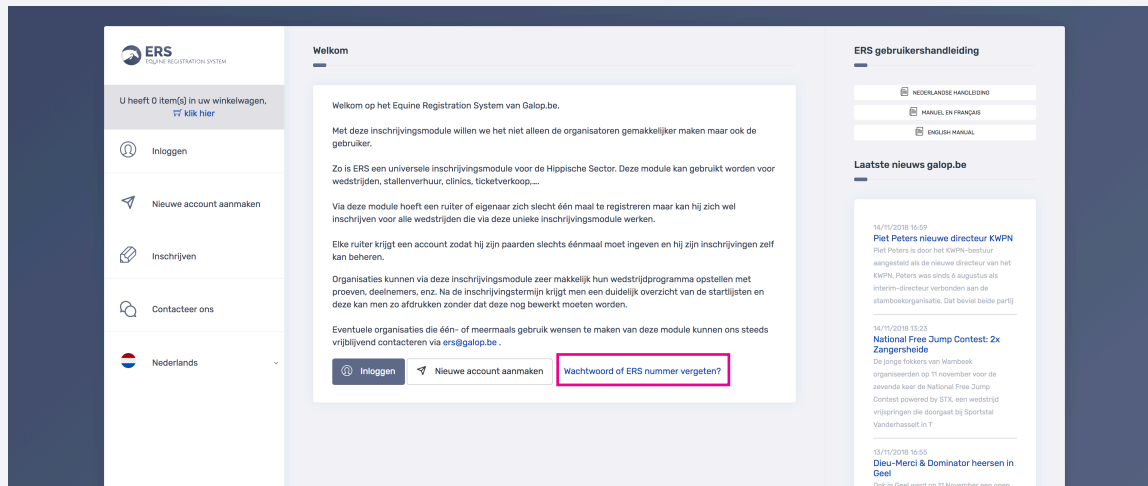 ERS
EQUINE REGISTRATION SYSTEM
U heeft 0 item(s) in uw winkelwagen,
klik hier
Inloggen
Nieuwe account aanmaken
Inschrijven
Contacteer ons
Nederlands
Welkom
Welkom op het Equine Registration System van Galop.be.
Met deze inschrijvingsmodule willen we het niet alleen de organisatoren gemakkelijker maken maar ook de
gebruiker.
Zo is ERS een universele inschrijvingsmodule voor de Hippische Sector. Deze module kan gebruikt worden voor
wedstrijden, stallenverhuur, clinics, ticketverkoop,....
Via deze module hoeft een ruiter of eigenaar zich slecht één maal te registreren maar kan hij zich wel
inschrijven voor alle wedstrijden die via deze unieke inschrijvingsmodule werken.
Elke ruiter krijgt een account zodat hij zijn paarden slechts éénmaal moet ingeven en hij zijn inschrijvingen zelf
kan beheren.
Organisaties kunnen via deze inschrijvingsmodule zeer makkelijk hun wedstrijdprogramma opstellen met
proeven, deelnemers, enz. Na de inschrijvingstermijn krijgt men een duidelijk overzicht van de startlijsten en
deze kan men zo afdrukken zonder dat deze nog bewerkt moeten worden.
Eventuele organisaties die één- of meermaals gebruik wensen te maken van deze module kunnen ons steeds
vrijblijvend contacteren via ers@galop.be .
Inloggen
Nieuwe account aanmaken
Wachtwoord of ERS nummer vergeten?
ERS gebruikershandleiding
NEDERLANDSE HANDLEIDING
MANUEL EN FRANÇAIS
ENGLISH MANUAL
Laatste nieuws galop.be
14/11/2018 16:59
Piet Peters nieuwe directeur KWPN
Piet Peters is door het KWPN-bestuur
aangesteld als de nieuwe directeur van het
KWPN. Peters was sinds 6 augustus als
interim-directeur verbonden aan de
stamboekorganisatie. Dat beviel beide partij
14/11/2018 13:23
National Free Jump Contest: 2x
Zangersheide
De jonge fokkers van Wambeek
organiseerden op 11 november voor de
zevende keer de National Free Jump
Contest powered by STX, een wedstrijd
vrijspringen die doorgaat bij Sportstal
Vanderhasselt in T
13/11/2018 16:55
Dieu-Merci & Dominator heersen in
Geel
Ook in Geel werd op 11 November een open